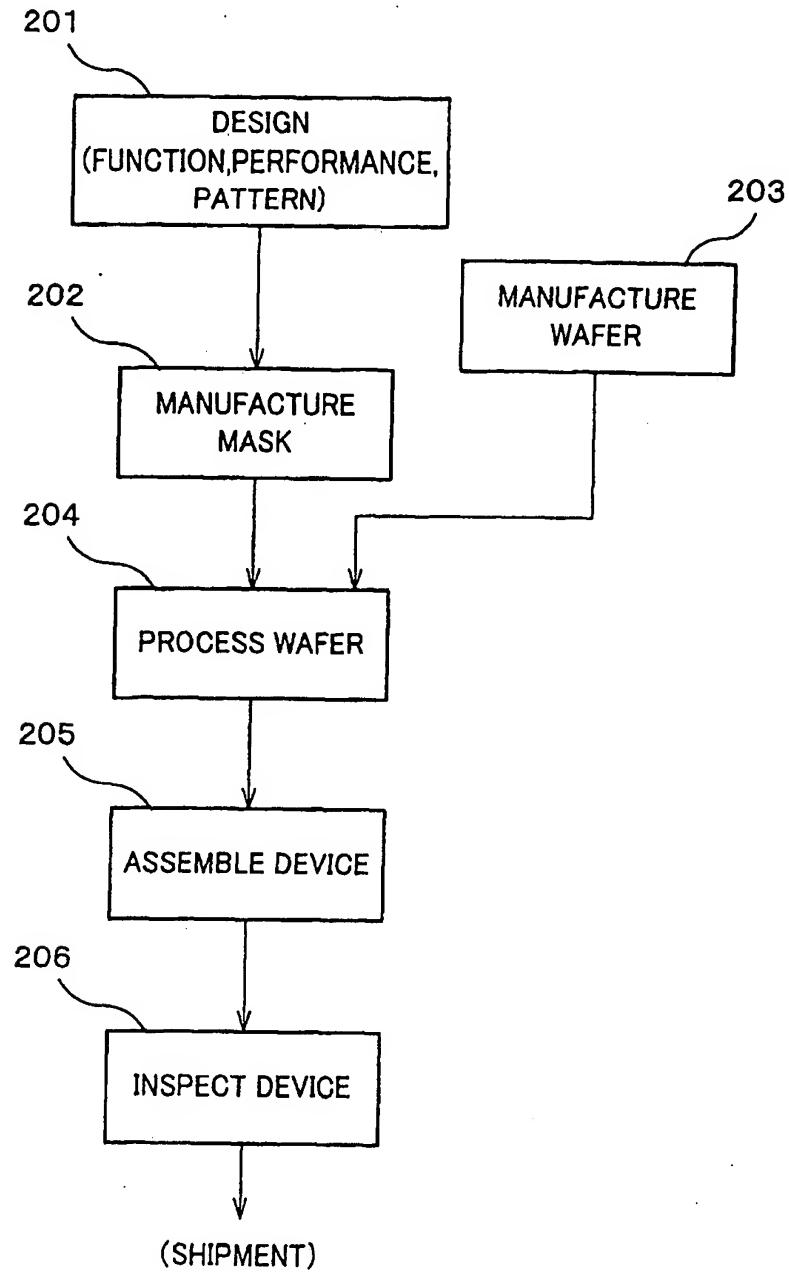 201
DESIGN
(FUNCTION,PERFORMANCE,
PATTERN)
203
MANUFACTURE
WAFER
202
MANUFACTURE
MASK
204
PROCESS WAFER
205
ASSEMBLE DEVICE
206
INSPECT DEVICE
(SHIPMENT)